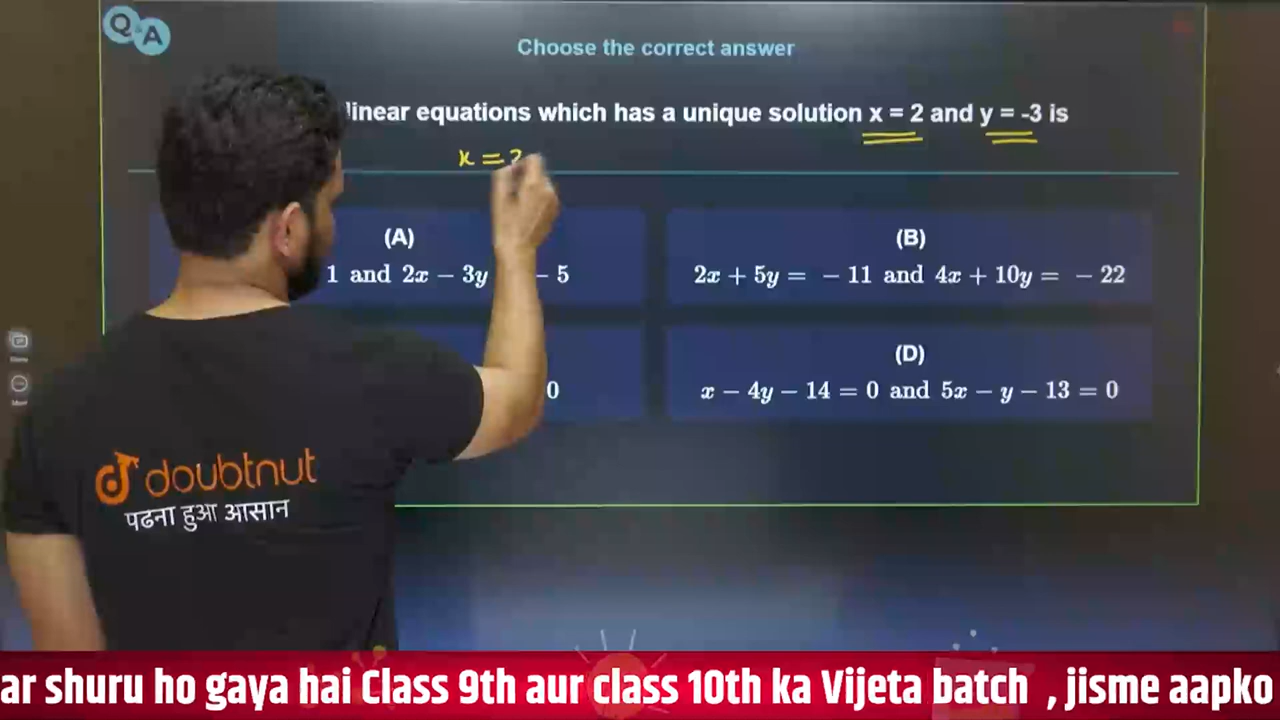 Q&A
Choose the correct answer
linear equations which has a unique solution x = 2 and y = -3 is
x = 2
(A)
(B)
1 and 2x − 3y
− 5
2x + 5y = − 11 and 4x + 10y = − 22
(D)
0
x − 4y − 14 = 0 and 5x − y − 13 = 0
doubtnut
पढना हुआ आसान
ar shuru ho gaya hai Class 9th aur class 10th ka Vijeta batch , jisme aapko